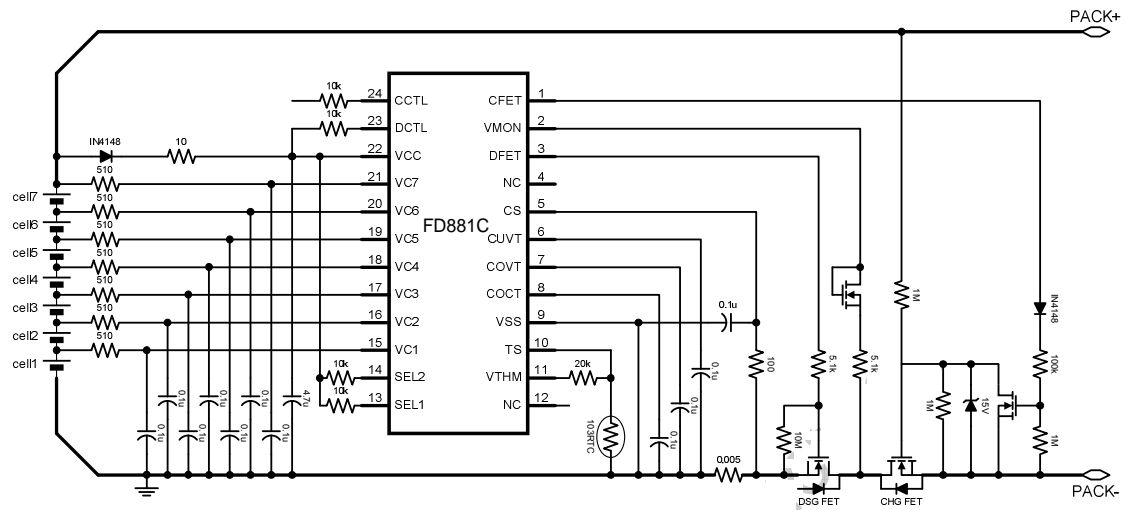 PACK+
10k
24 CCTL CFET 1
10k
23 DCTL VMON 2
IN4148 10
22 VCC DFET 3
510
21 VC7 NC 4
cell7 510
20 VC6 CS 5
FD881C
cell6 510
19 VC5 CUVT 6
cell5 510
18 VC4 COVT 7
cell4 510
17 VC3 COCT 8
1M
0.1u
IN4148
cell3 510
16 VC2 VSS 9
cell2 510
15 VC1 TS 10
cell1
10k
14 SEL2 VTHM 11
20k
100
5.1k
5.1k
100k
0.1u
10k
13 SEL1 NC 12
0.1u
0.1u
0.1u
4.7u
0.1u
1M
15V
0.1u
0.1u
0.1u
0.1u
103RTC
0.1u
10M
1M
0.005
DSG FET
CHG FET
PACK-